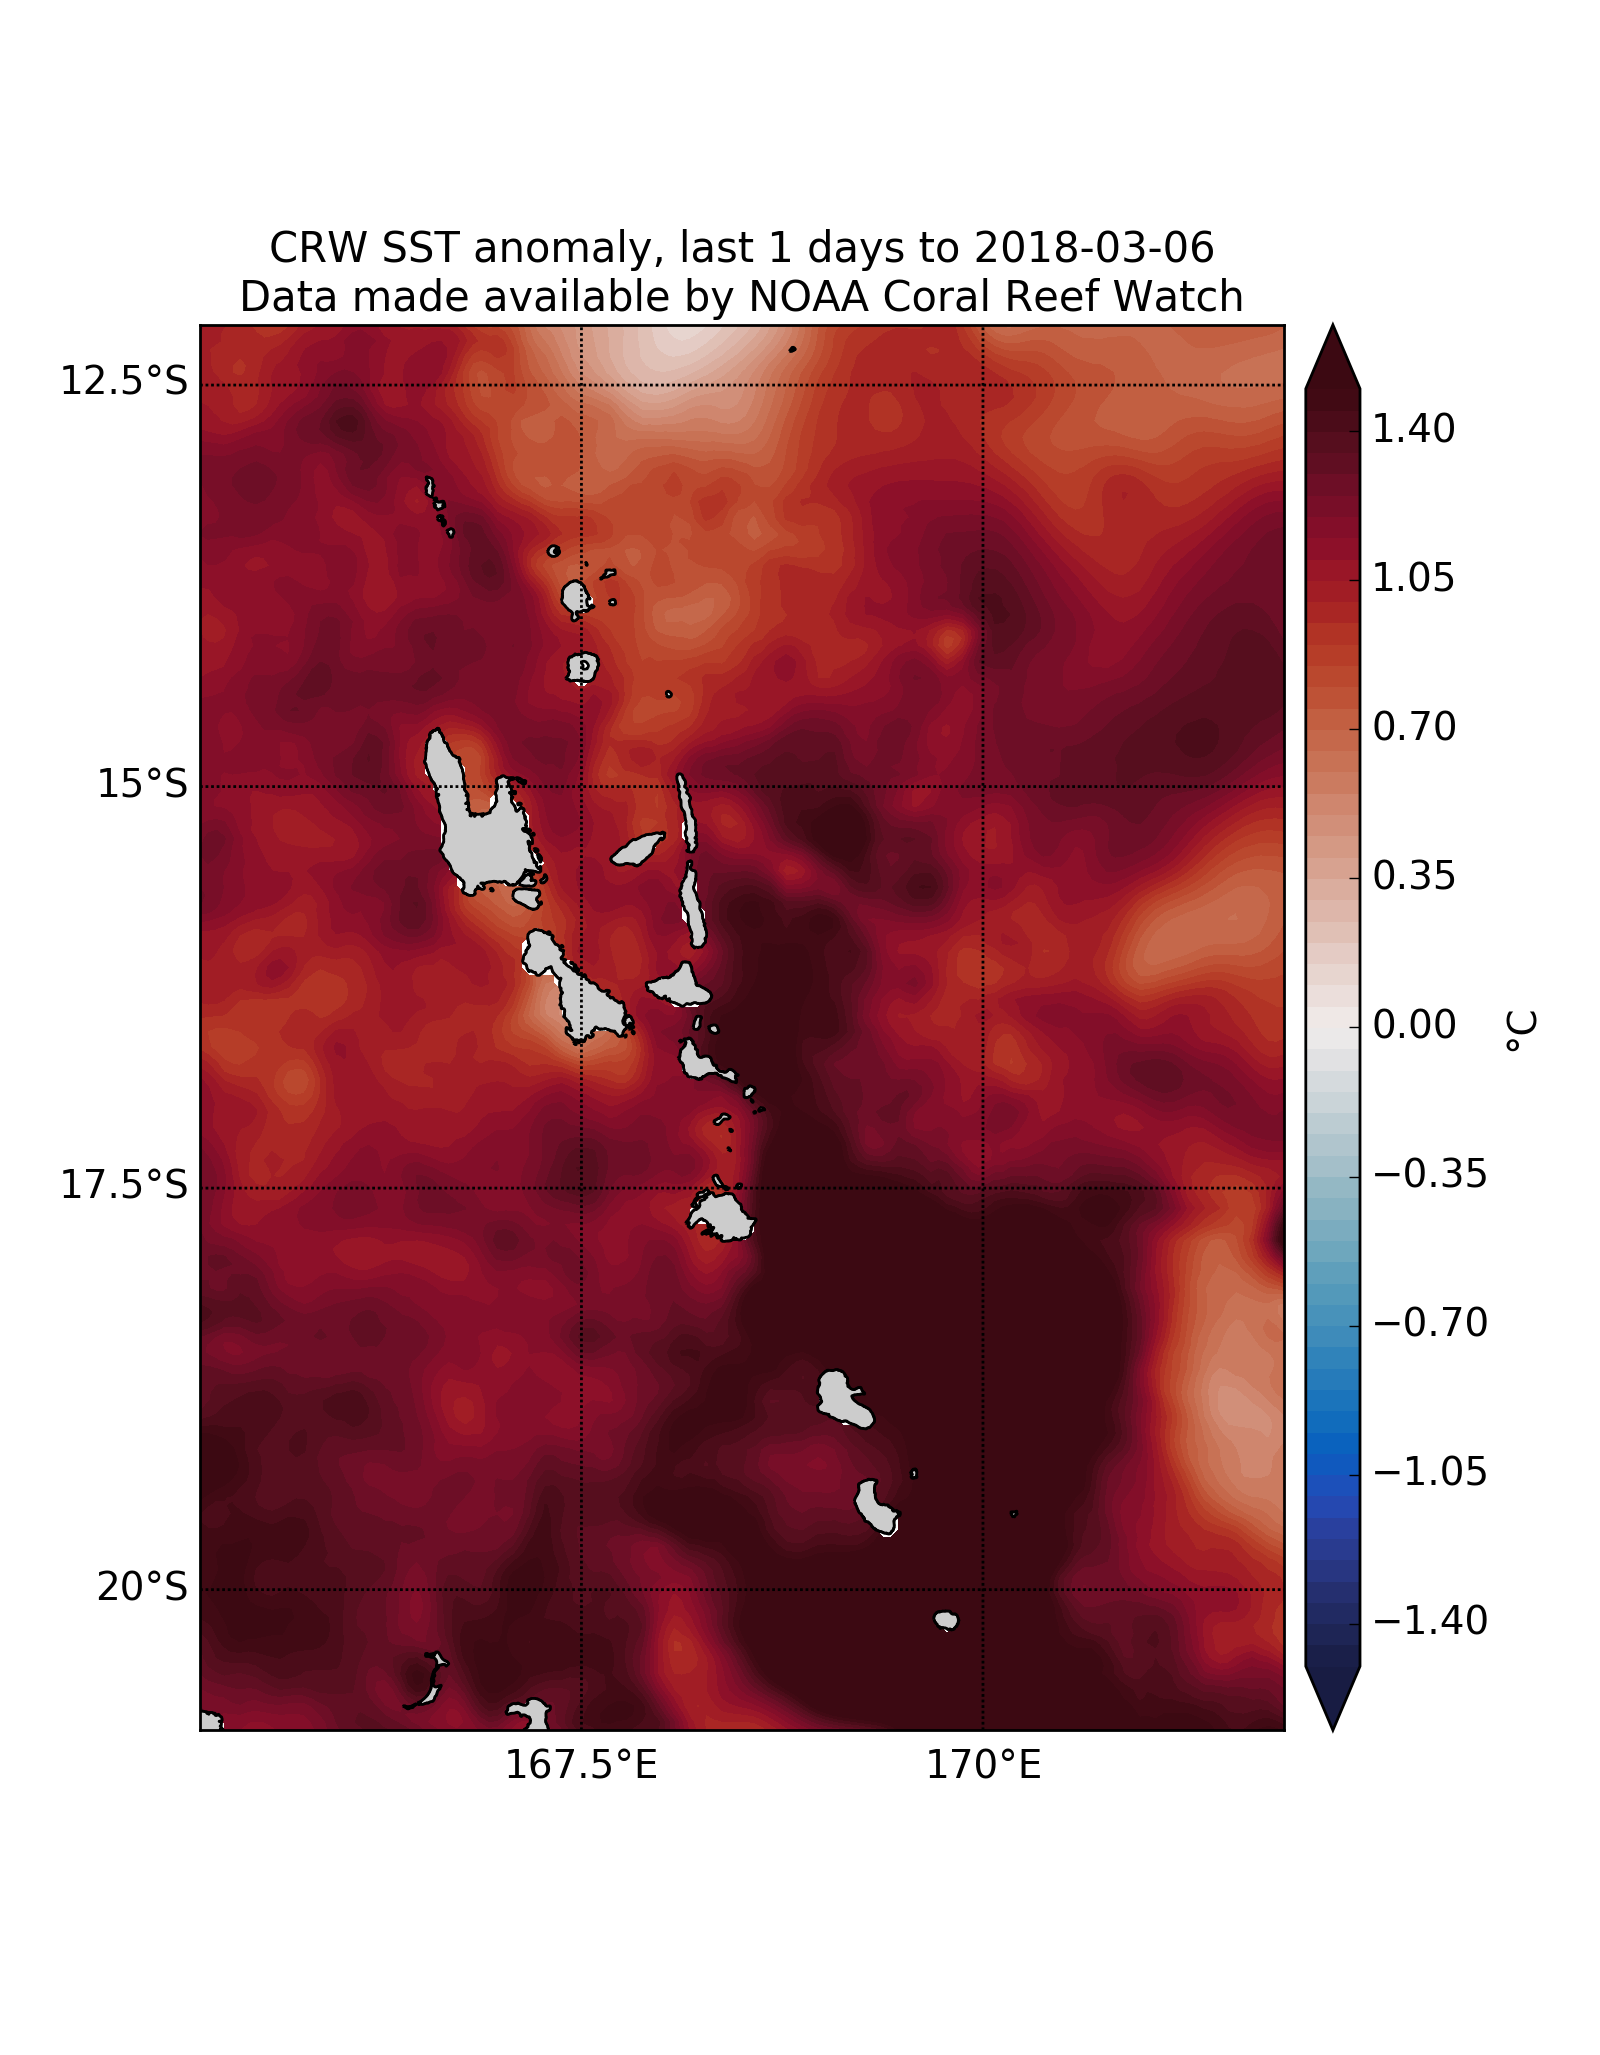 CRW SST anomaly, last 1 days to 2018-03-06
Data made available by NOAA Coral Reef Watch
12.5°S
15°S
17.5°S
20°S
167.5°E
170°E
1.40
1.05
0.70
0.35
0.00
−0.35
−0.70
−1.05
−1.40
°C